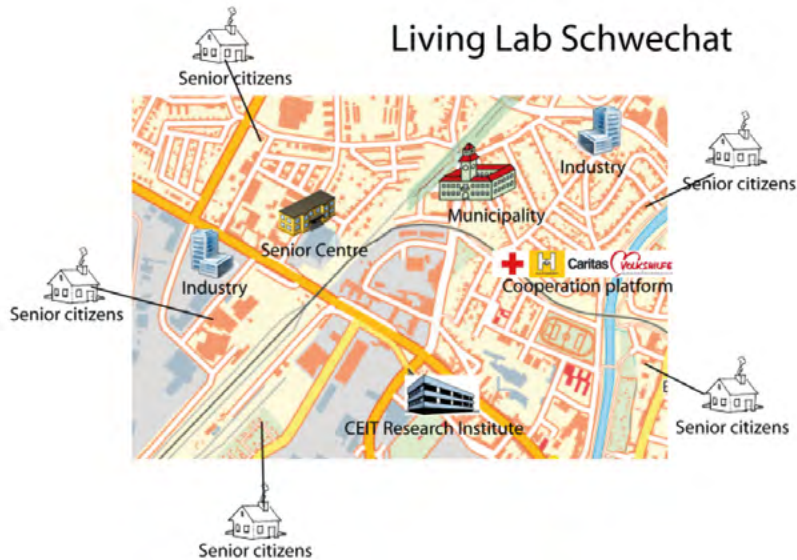 Living Lab Schwechat
Senior citizens
Industry
Senior citizens
Municipality
Senior Centre
Caritas VOLKSHILFE
Industry
Cooperation platform
Senior citizens
CEIT Research Institute
Senior citizens
Senior citizens